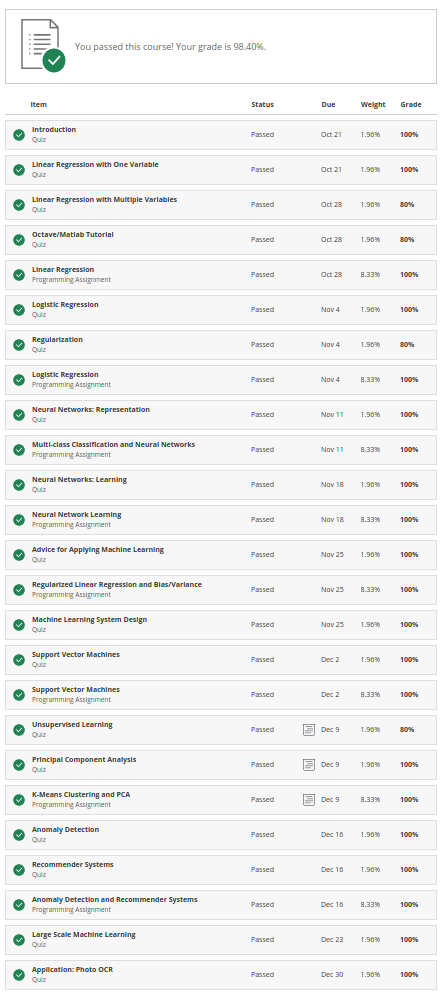 You passed this course! Your grade is 98.40%.
Item Status Due Weight Grade
Introduction
Quiz
Passed Oct 21 1.96% 100%
Linear Regression with One Variable
Quiz
Passed Oct 21 1.96% 100%
Linear Regression with Multiple Variables
Quiz
Passed Oct 28 1.96% 80%
Octave/Matlab Tutorial
Quiz
Passed Oct 28 1.96% 80%
Linear Regression
Programming Assignment
Passed Oct 28 8.33% 100%
Logistic Regression
Quiz
Passed Nov 4 1.96% 100%
Regularization
Quiz
Passed Nov 4 1.96% 80%
Logistic Regression
Programming Assignment
Passed Nov 4 8.33% 100%
Neural Networks: Representation
Quiz
Passed Nov 11 1.96% 100%
Multi-class Classification and Neural Networks
Programming Assignment
Passed Nov 11 8.33% 100%
Neural Networks: Learning
Quiz
Passed Nov 18 1.96% 100%
Neural Network Learning
Programming Assignment
Passed Nov 18 8.33% 100%
Advice for Applying Machine Learning
Quiz
Passed Nov 25 1.96% 100%
Regularized Linear Regression and Bias/Variance
Programming Assignment
Passed Nov 25 8.33% 100%
Machine Learning System Design
Quiz
Passed Nov 25 1.96% 100%
Support Vector Machines
Quiz
Passed Dec 2 1.96% 100%
Support Vector Machines
Programming Assignment
Passed Dec 2 8.33% 100%
Unsupervised Learning
Quiz
Passed Dec 9 1.96% 80%
Principal Component Analysis
Quiz
Passed Dec 9 1.96% 100%
K-Means Clustering and PCA
Programming Assignment
Passed Dec 9 8.33% 100%
Anomaly Detection
Quiz
Passed Dec 16 1.96% 100%
Recommender Systems
Quiz
Passed Dec 16 1.96% 100%
Anomaly Detection and Recommender Systems
Programming Assignment
Passed Dec 16 8.33% 100%
Large Scale Machine Learning
Quiz
Passed Dec 23 1.96% 100%
Application: Photo OCR
Quiz
Passed Dec 30 1.96% 100%